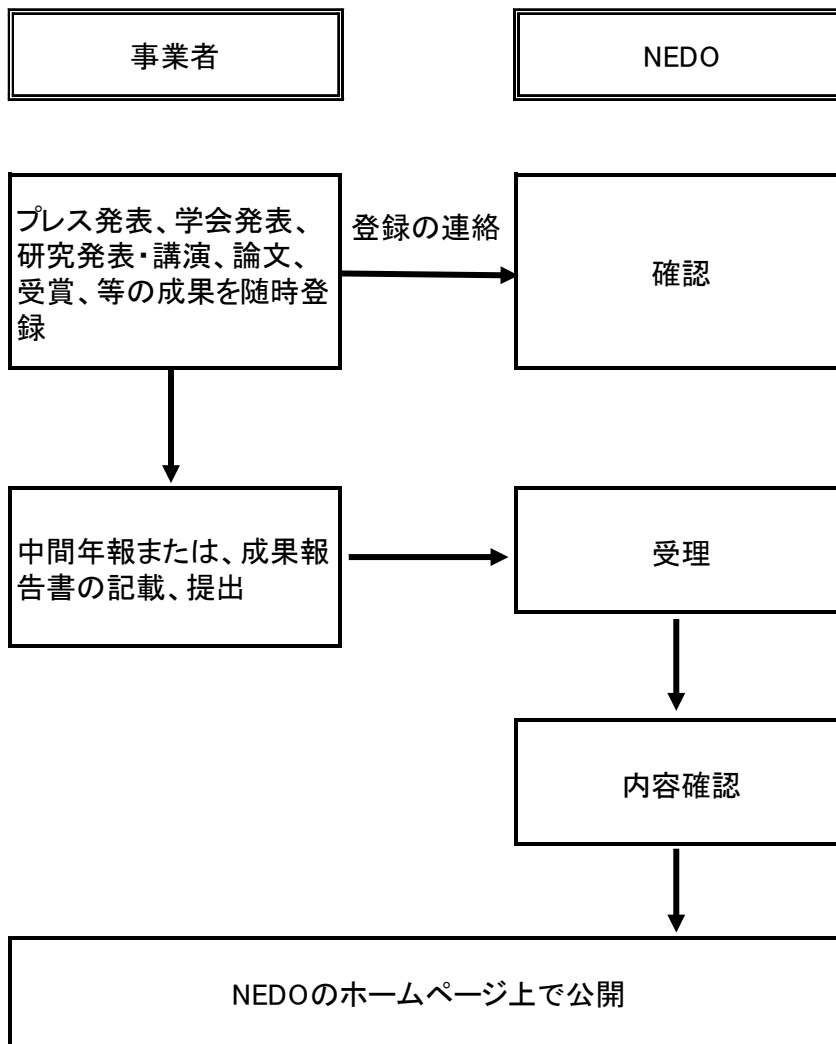 事業者
NEDO
プレス発表、学会発表、
研究発表・講演、論文、
受賞、等の成果を随時登
録
登録の連絡
確認
中間年報または、成果報
告書の記載、提出
受理
内容確認
NEDOのホームページ上で公開